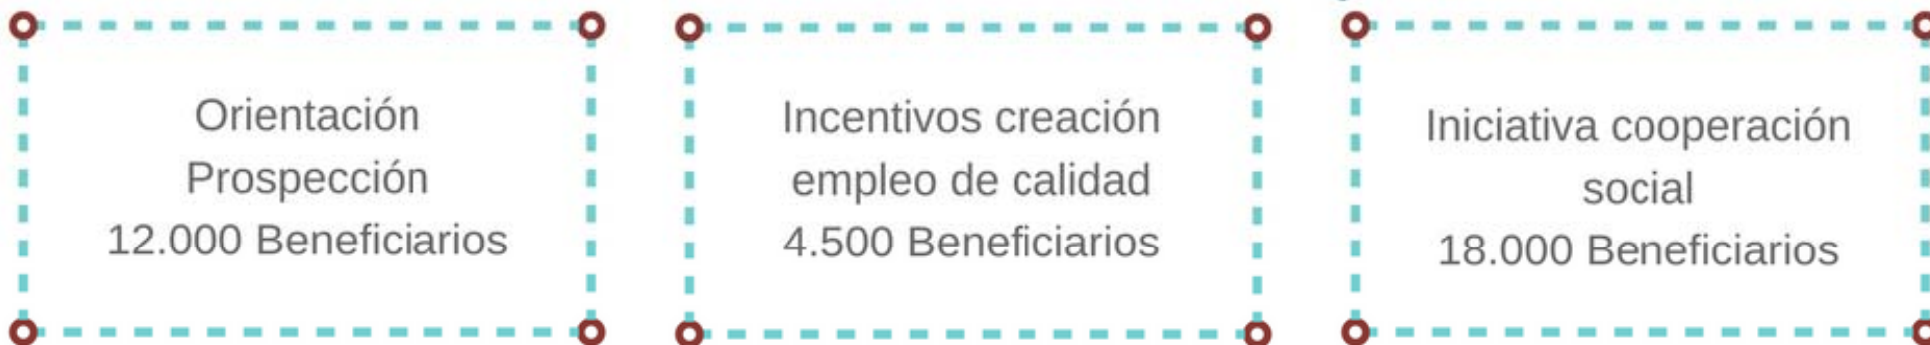 Orientación
Prospección
12.000 Beneficiarios
Incentivos creación
empleo de calidad
4.500 Beneficiarios
Iniciativa cooperación
social
18.000 Beneficiarios